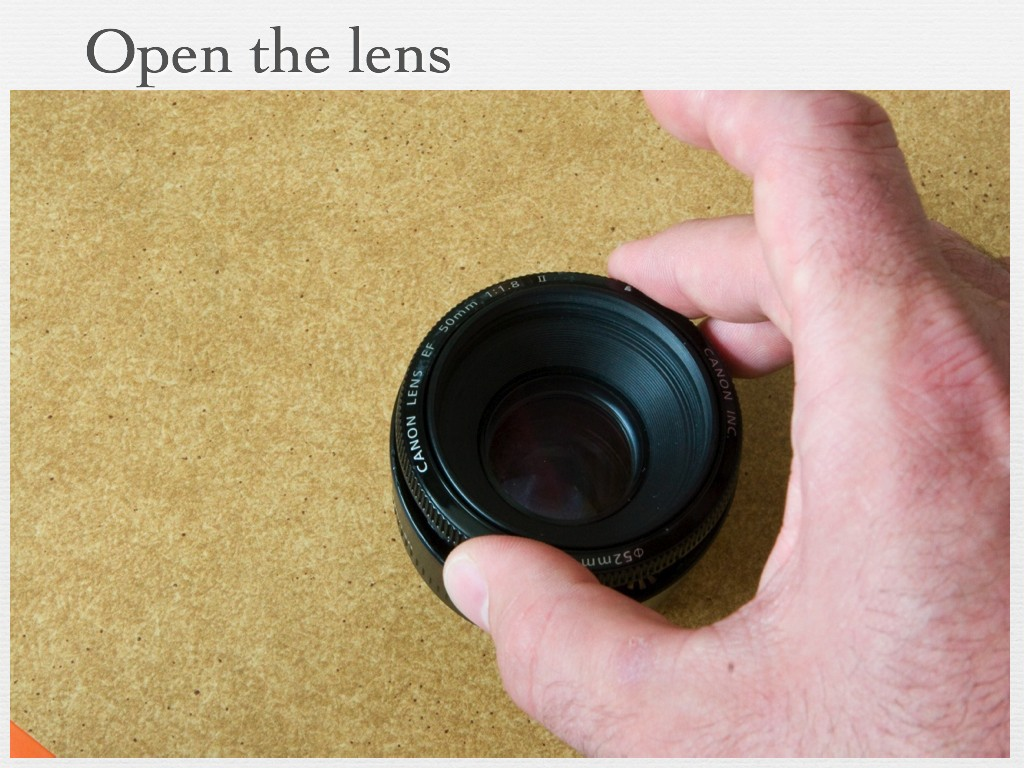 Open the lens
CANON LENS EF 50mm 1:1.8 II
CANON INC.
Φ52mm